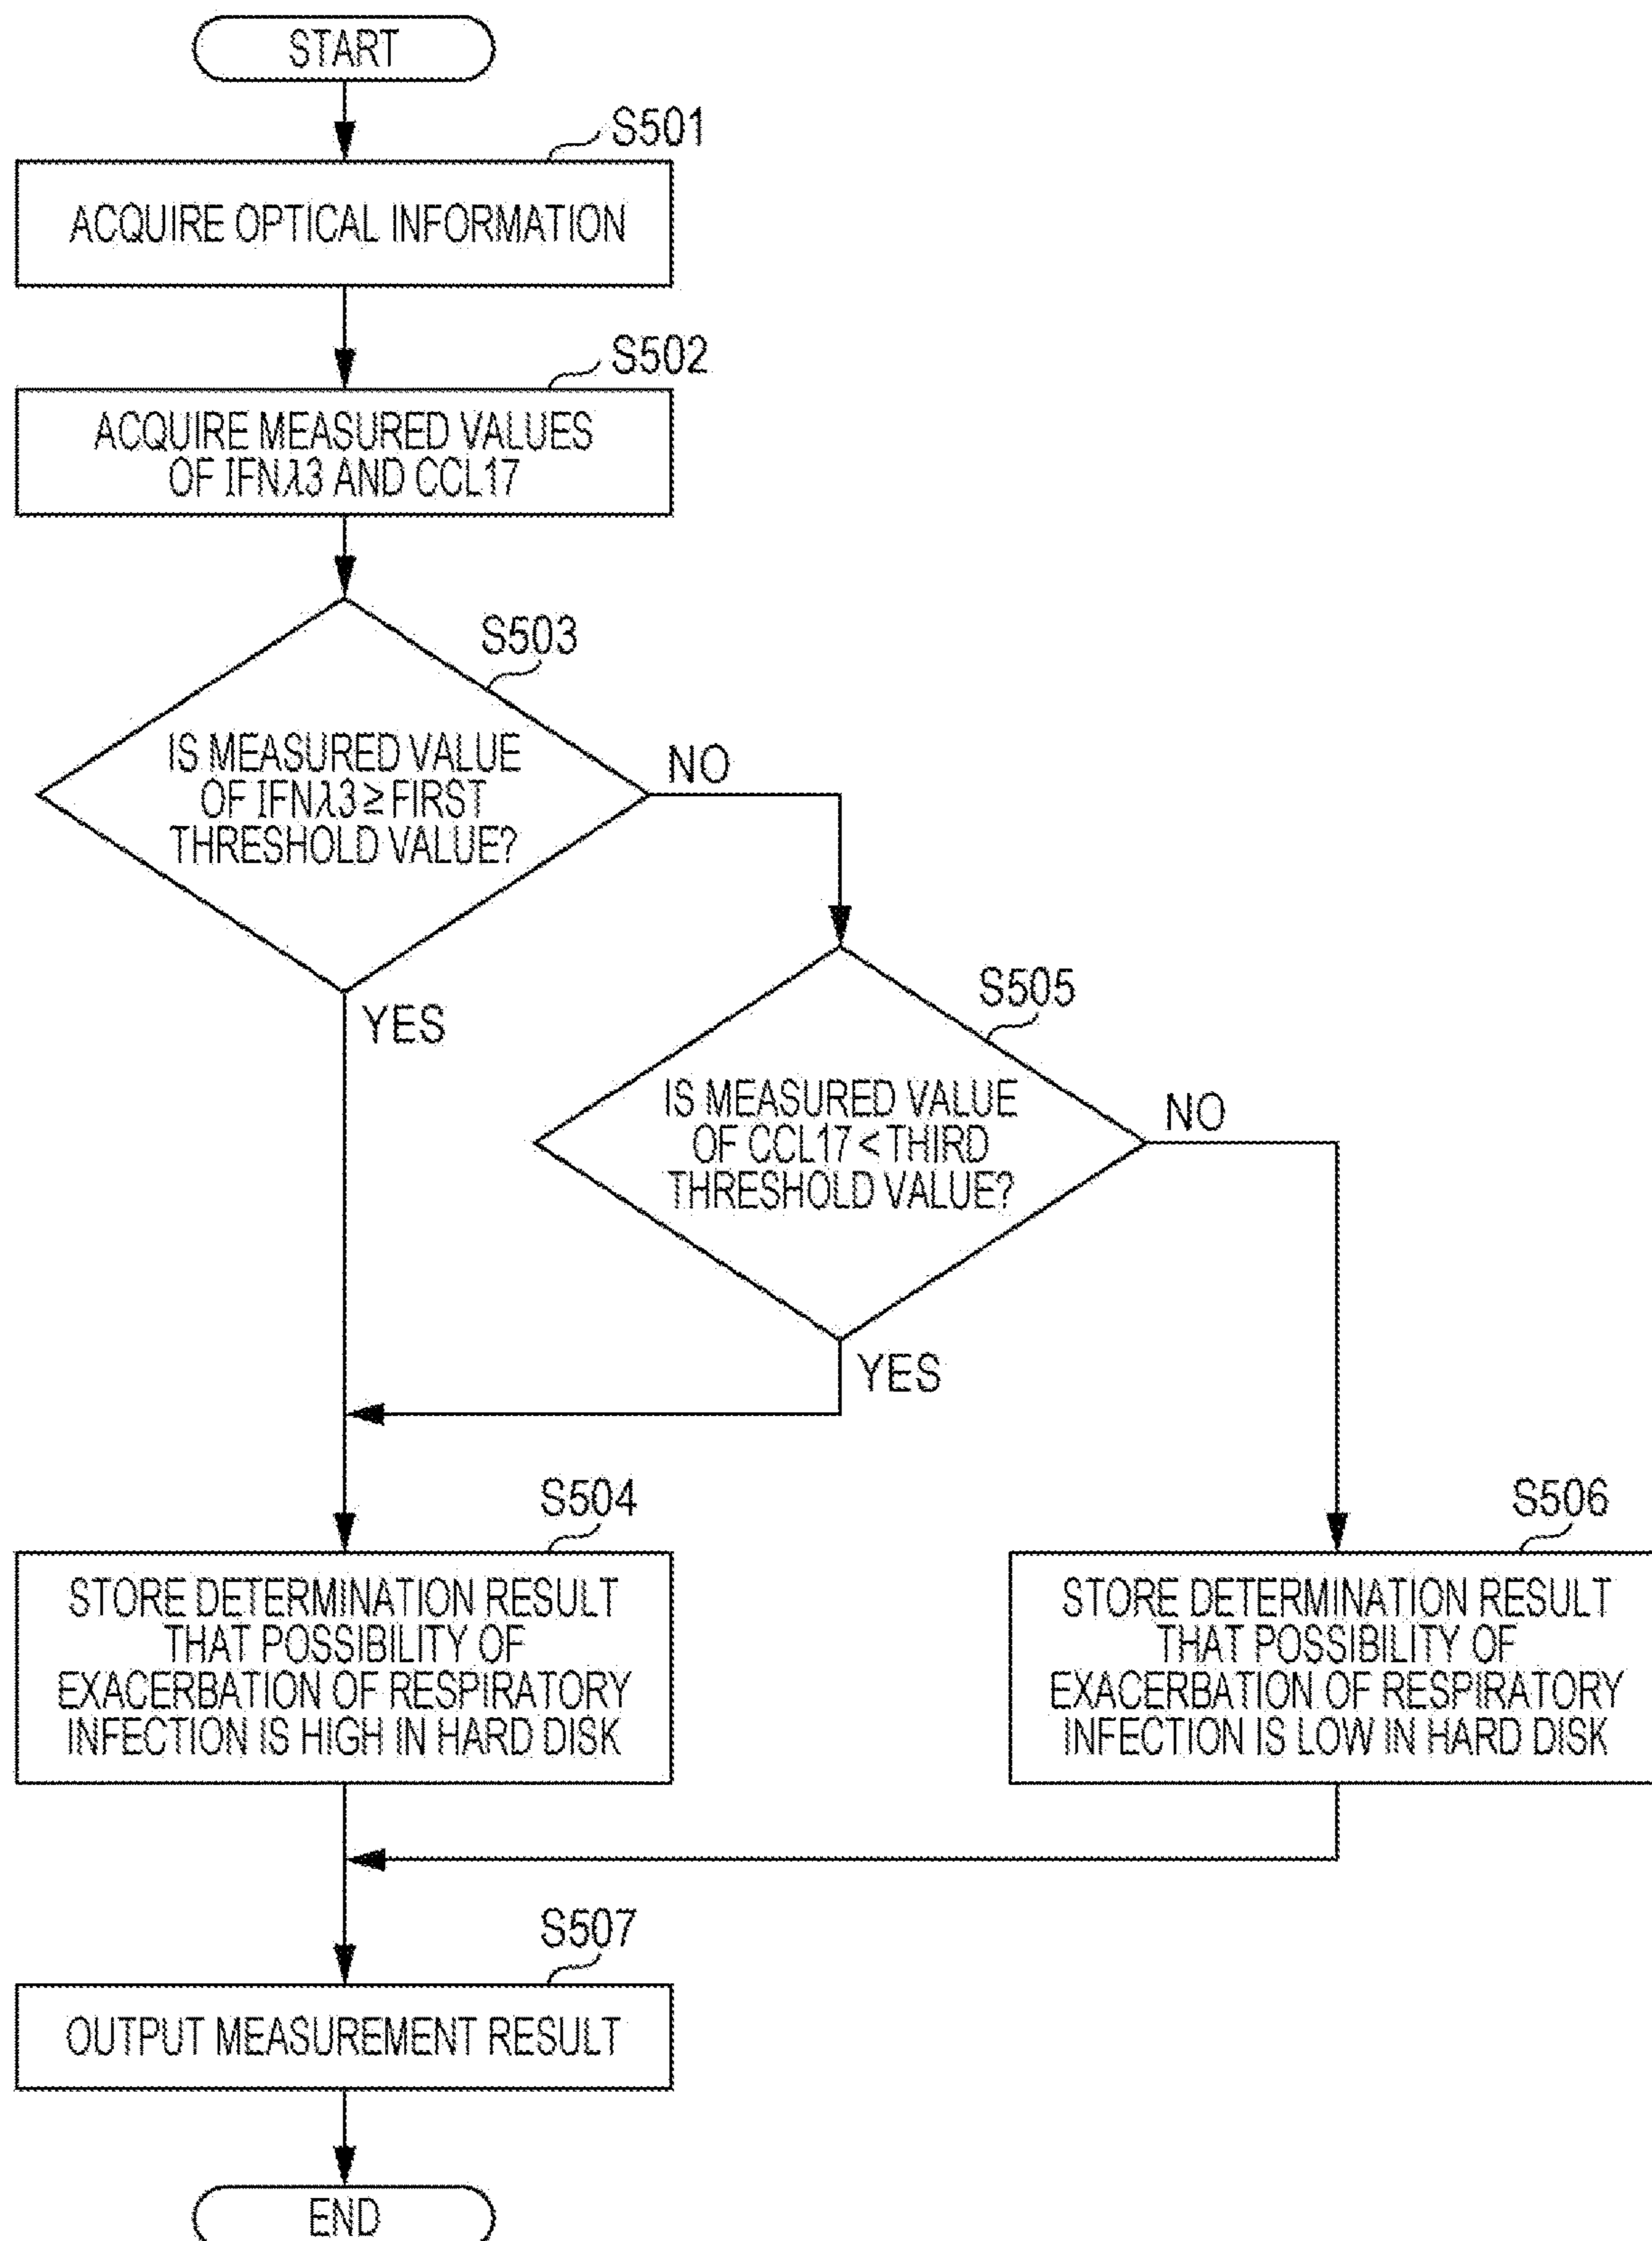 START
S501
ACQUIRE OPTICAL INFORMATION
S502
ACQUIRE MEASURED VALUES
OF IFNλ3 AND CCL17
S503
IS MEASURED VALUE
OF IFNλ3 ≧ FIRST
THRESHOLD VALUE?
NO
YES
S505
IS MEASURED VALUE
OF CCL17 < THIRD
THRESHOLD VALUE?
NO
YES
S504
STORE DETERMINATION RESULT
THAT POSSIBILITY OF
EXACERBATION OF RESPIRATORY
INFECTION IS HIGH IN HARD DISK
S506
STORE DETERMINATION RESULT
THAT POSSIBILITY OF
EXACERBATION OF RESPIRATORY
INFECTION IS LOW IN HARD DISK
S507
OUTPUT MEASUREMENT RESULT
END